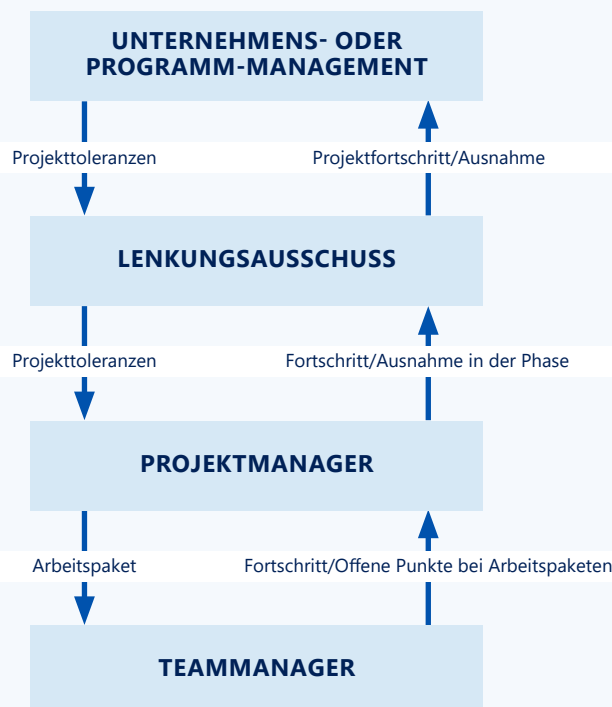 UNTERNEHMENS- ODER
PROGRAMM-MANAGEMENT
Projekttoleranzen
Projektfortschritt/Ausnahme
LENKUNGSAUSSCHUSS
Projekttoleranzen
Fortschritt/Ausnahme in der Phase
PROJEKTMANAGER
Arbeitspaket
Fortschritt/Offene Punkte bei Arbeitspaketen
TEAMMANAGER